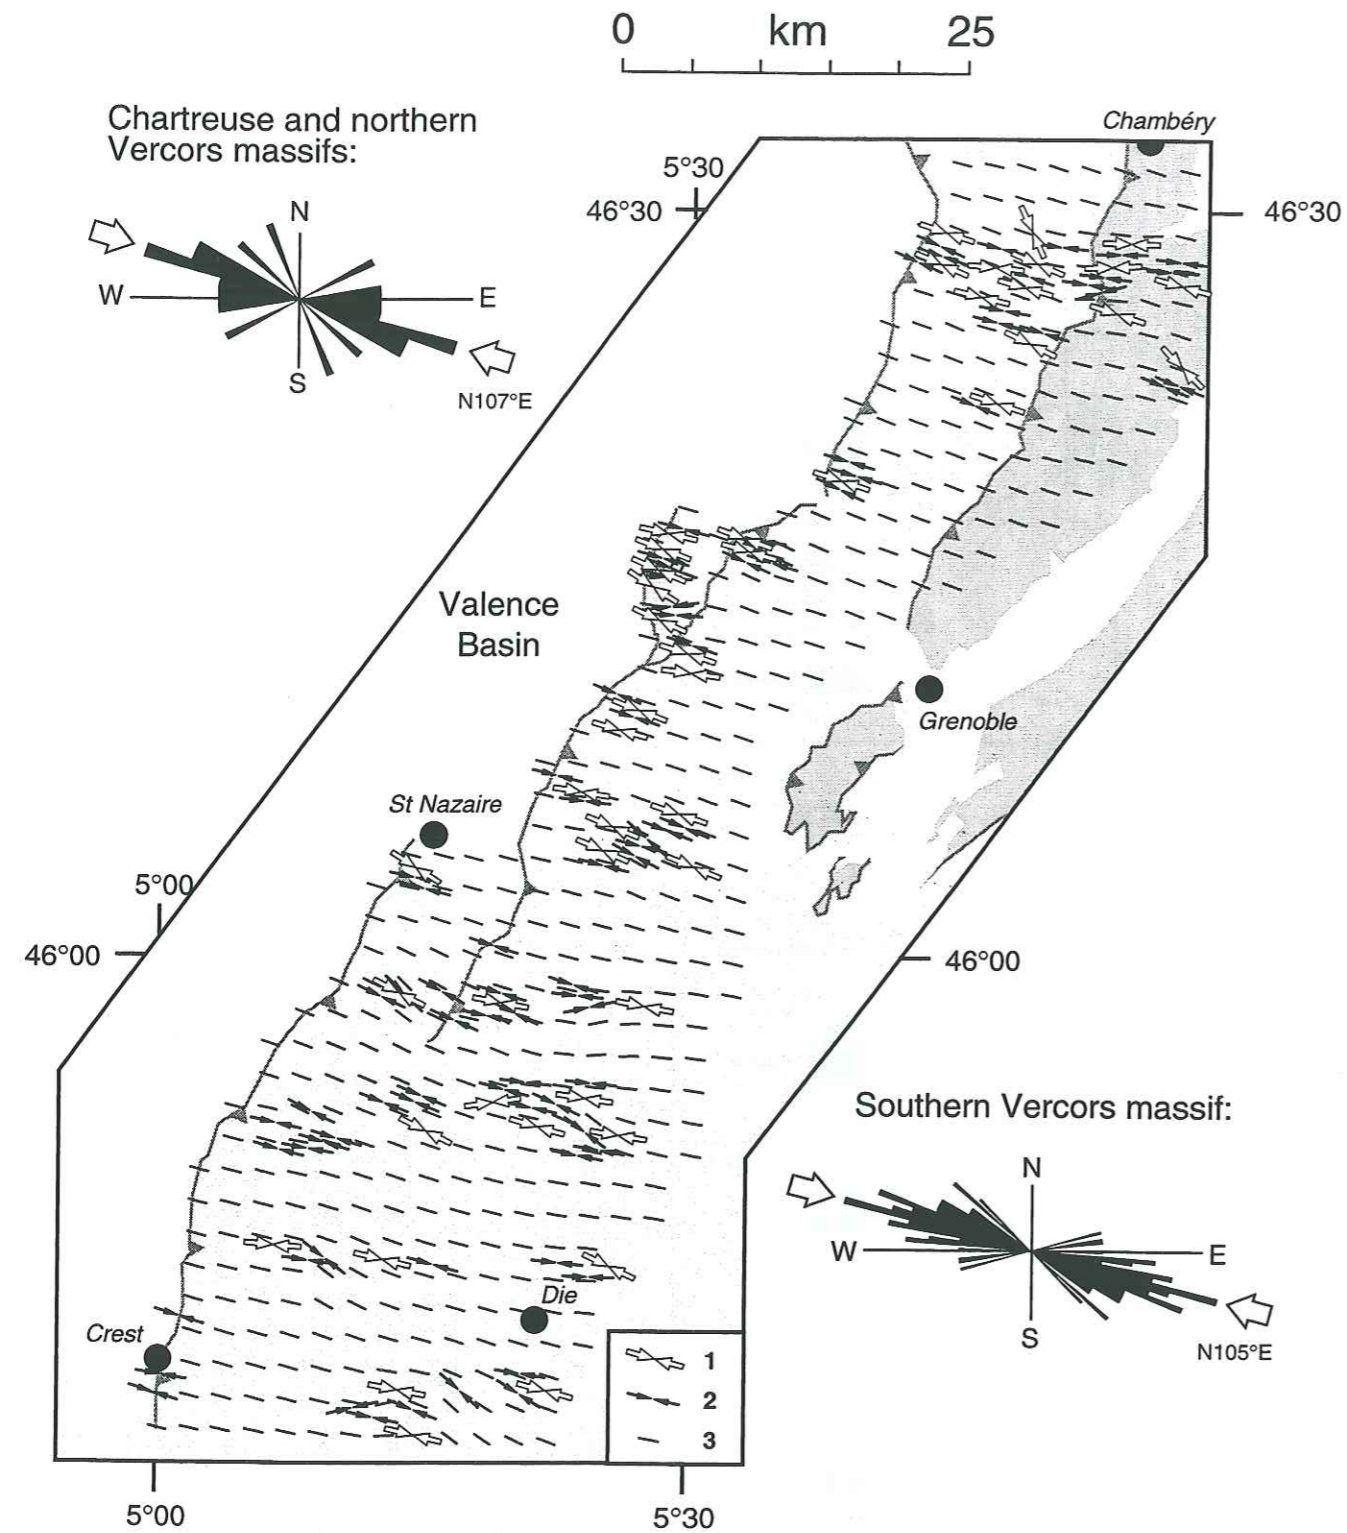 0 km 25
Chartreuse and northern
Vercors massifs:
Chambéry
5°30
46°30
46°30
N
W
E
S
N107°E
Valence
Basin
Grenoble
St Nazaire
5°00
46°00
46°00
Southern Vercors massif:
N
W
E
S
N105°E
Die
Crest
1
2
3
5°00
5°30